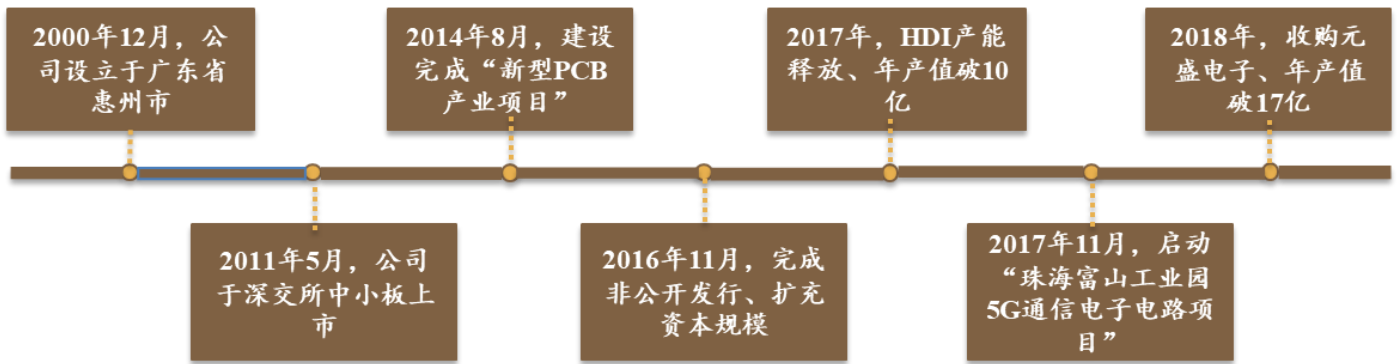 2000年12月，公
司设立于广东省
惠州市
2011年5月，公司
于深交所中小板上
市
2014年8月，建设
完成“新型PCB
产业项目”
2016年11月，完成
非公开发行、扩充
资本规模
2017年，HDI产能
释放、年产值破10
亿
2017年11月，启动
“珠海富山工业园
5G通信电子电路项
目”
2018年，收购元
盛电子、年产值
破17亿